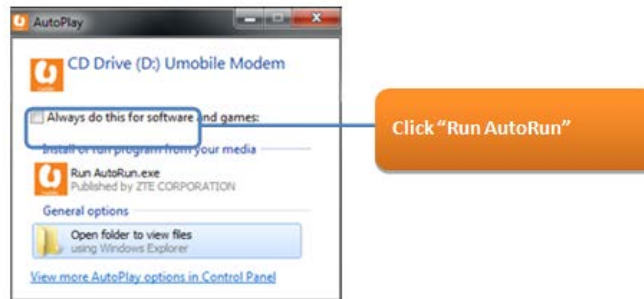 AutoPlay
CD Drive (D:) Umobile Modem
Always do this for software and games:
Install or run program from your media
Run AutoRun.exe
Published by ZTE CORPORATION
General options
Open folder to view files
using Windows Explorer
View more AutoPlay options in Control Panel
Click “Run AutoRun”